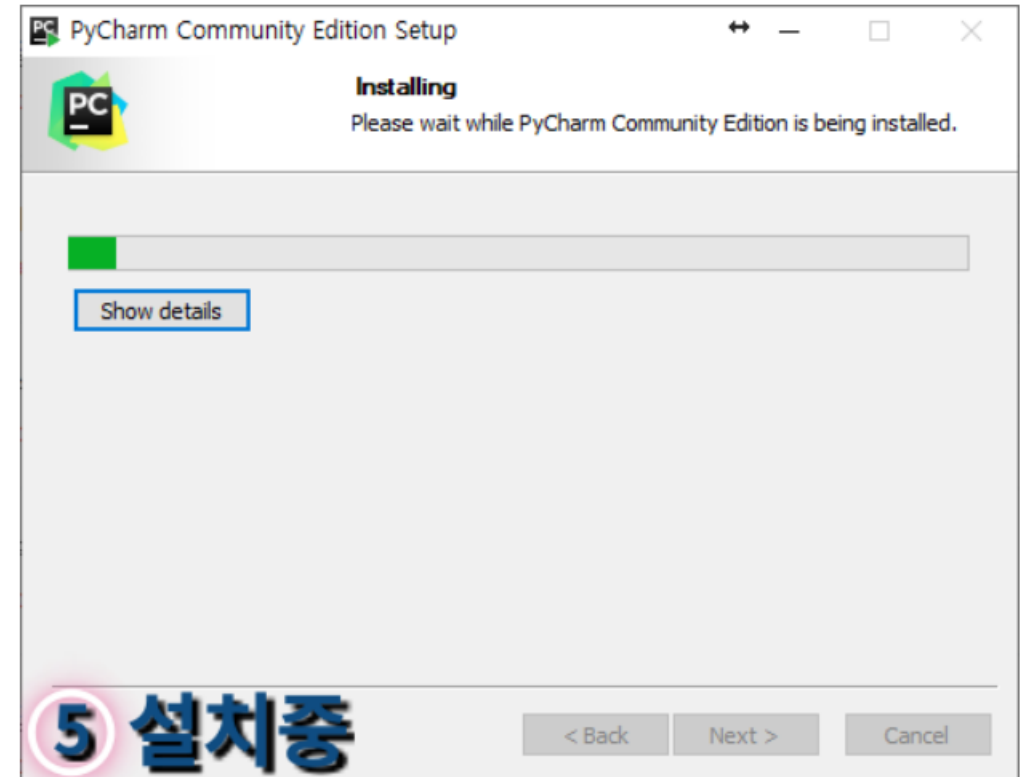 PyCharm Community Edition Setup
PC
Installing
Please wait while PyCharm Community Edition is being installed.
Show details
5 설치중
< Back
Next >
Cancel